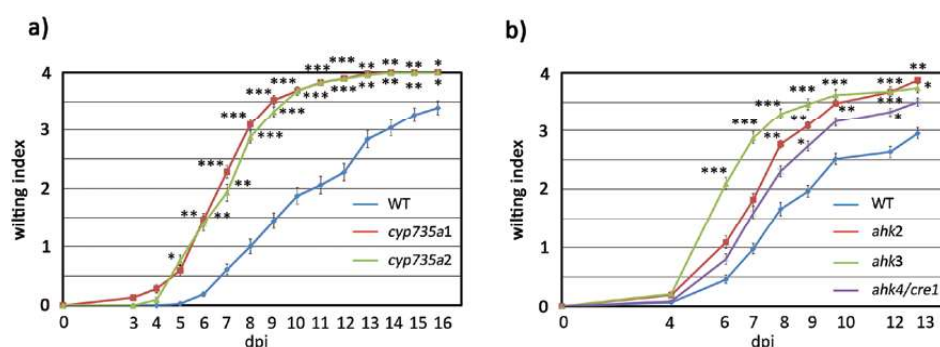 a)
wilting index
4
3
2
1
0
* ** *** *** *** *** *** *** ** ** ** *
** ** *** *** *** *** ** ** ** *
WT
cyp735a1
cyp735a2
0 3 4 5 6 7 8 9 10 11 12 13 14 15 16
dpi
b)
wilting index
4
3
2
1
0
*** *** *** *** *** *** **
** ** ** *** *
* *
WT
ahk2
ahk3
ahk4/cre1
0 4 6 7 8 9 10 12 13
dpi